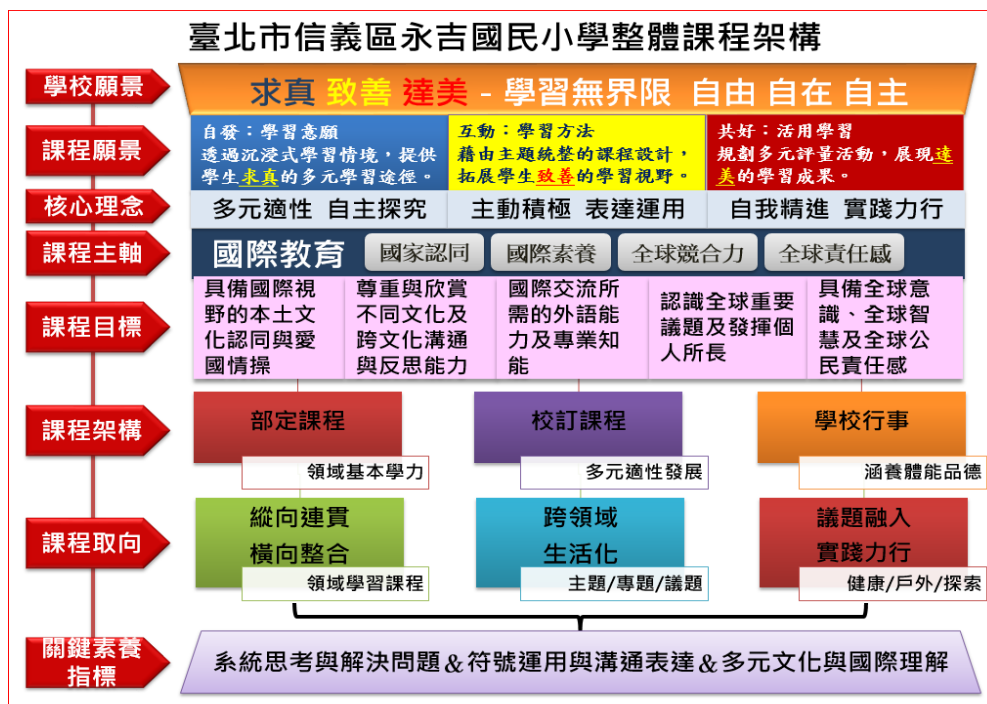 臺北市信義區永吉國民小學整體課程架構
學校願景
求真 致善 達美 - 學習無界限 自由 自在 自主
課程願景
自發：學習意願
透過沉浸式學習情境，提供
學生求真的多元學習途徑。
互動：學習方法
藉由主題統整的課程設計，
拓展學生致善的學習視野。
共好：活用學習
規劃多元評量活動，展現達
美的學習成果。
核心理念
多元適性 自主探究
主動積極 表達運用
自我精進 實踐力行
課程主軸
國際教育
國家認同
國際素養
全球競合力
全球責任感
課程目標
具備國際視
野的本土文
化認同與愛
國情操
尊重與欣賞
不同文化及
跨文化溝通
與反思能力
國際交流所
需的外語能
力及專業知
能
認識全球重要
議題及發揮個
人所長
具備全球意
識、全球智
慧及全球公
民責任感
課程架構
部定課程
領域基本學力
校訂課程
多元適性發展
學校行事
涵養體能品德
課程取向
縱向連貫
橫向整合
領域學習課程
跨領域
生活化
主題/專題/議題
議題融入
實踐力行
健康/戶外/探索
關鍵素養
指標
系統思考與解決問題＆符號運用與溝通表達＆多元文化與國際理解